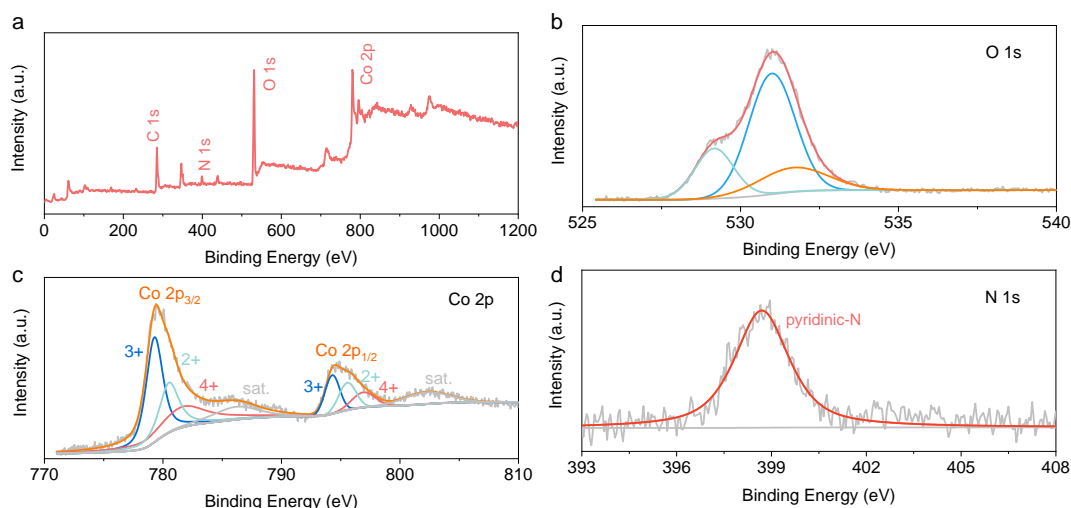 a
C 1s
N 1s
O 1s
Co 2p
Intensity (a.u.)
0 200 400 600 800 1000 1200
Binding Energy (eV)
b
O 1s
Intensity (a.u.)
525 530 535 540
Binding Energy (eV)
c
Co 2p3/2
Co 2p
3+
2+
4+
sat.
Co 2p1/2
3+
2+
4+
sat.
Intensity (a.u.)
770 780 790 800 810
Binding Energy (eV)
d
N 1s
pyridinic-N
Intensity (a.u.)
393 396 399 402 405 408
Binding Energy (eV)